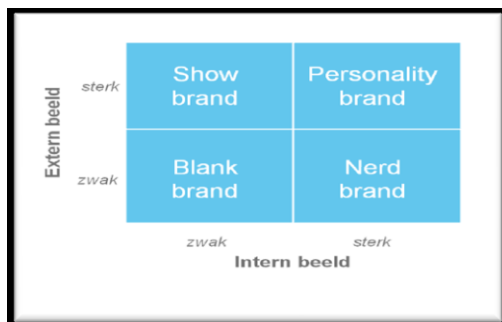 Extern beeld
sterk
Show brand
Personality brand
zwak
Blank brand
Nerd brand
zwak
sterk
Intern beeld